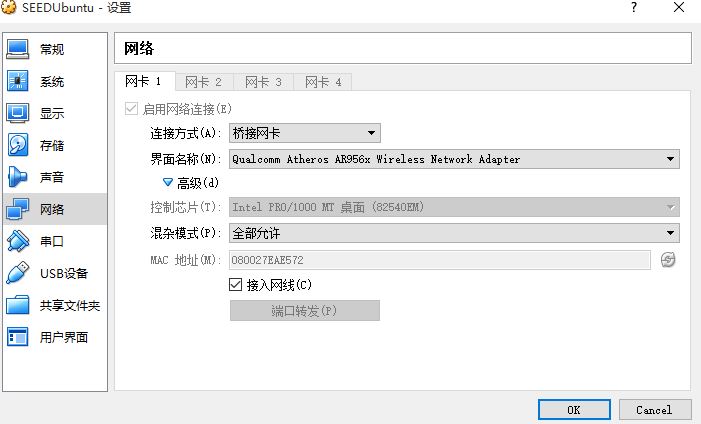 SEEDUbuntu - 设置
常规
系统
显示
存储
声音
网络
串口
USB设备
共享文件夹
用户界面
网络
网卡 1 网卡 2 网卡 3 网卡 4
启用网络连接(E)
连接方式(A): 桥接网卡
界面名称(N): Qualcomm Atheros AR956x Wireless Network Adapter
高级(d)
控制芯片(T): Intel PRO/1000 MT 桌面 (82540EM)
混杂模式(P): 全部允许
MAC 地址(M): 080027EAE572
接入网线(C)
端口转发(P)
OK Cancel